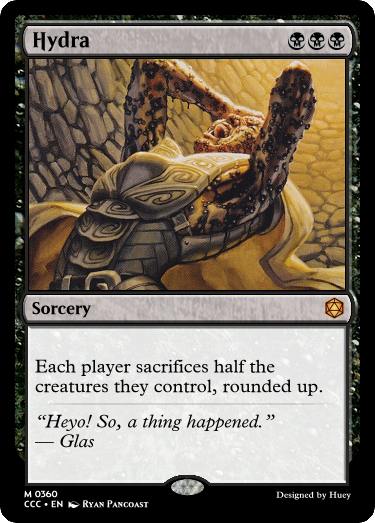 Hydra
Sorcery
Each player sacrifices half the
creatures they control, rounded up.
“Heyo! So, a thing happened.”
— Glas
M 0360
CCC • EN Ryan Pancoast
Designed by Huey